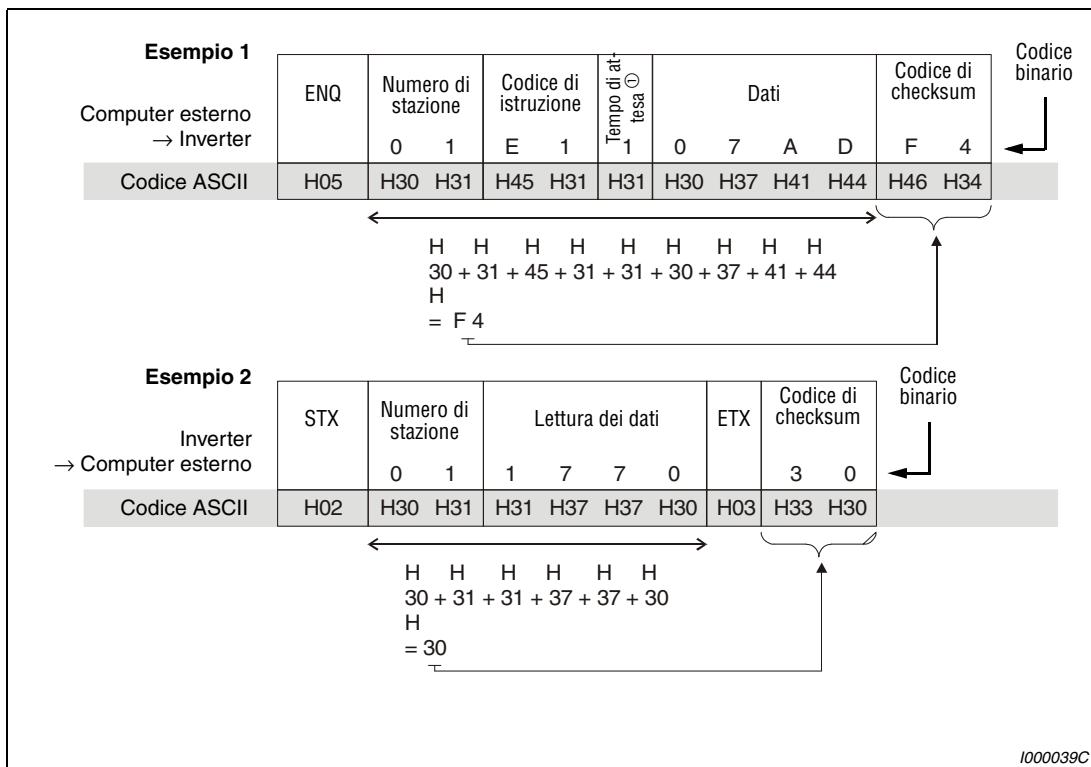 Esempio 1
Computer esterno
→ Inverter
ENQ
Numero di
stazione
Codice di
istruzione
Tempo di at-
tesa ①
Dati
Codice di
checksum
Codice
binario
0 1 E 1 1 0 7 A D F 4
Codice ASCII H05 H30 H31 H45 H31 H31 H30 H37 H41 H44 H46 H34
H H H H H H H H H
30 + 31 + 45 + 31 + 31 + 30 + 37 + 41 + 44
H
= F 4
Esempio 2
Inverter
→ Computer esterno
STX
Numero di
stazione
Lettura dei dati
ETX
Codice di
checksum
Codice
binario
0 1 1 7 7 0 3 0
Codice ASCII H02 H30 H31 H31 H37 H37 H30 H03 H33 H30
H H H H H H
30 + 31 + 31 + 37 + 37 + 30
H
= 30
I000039C